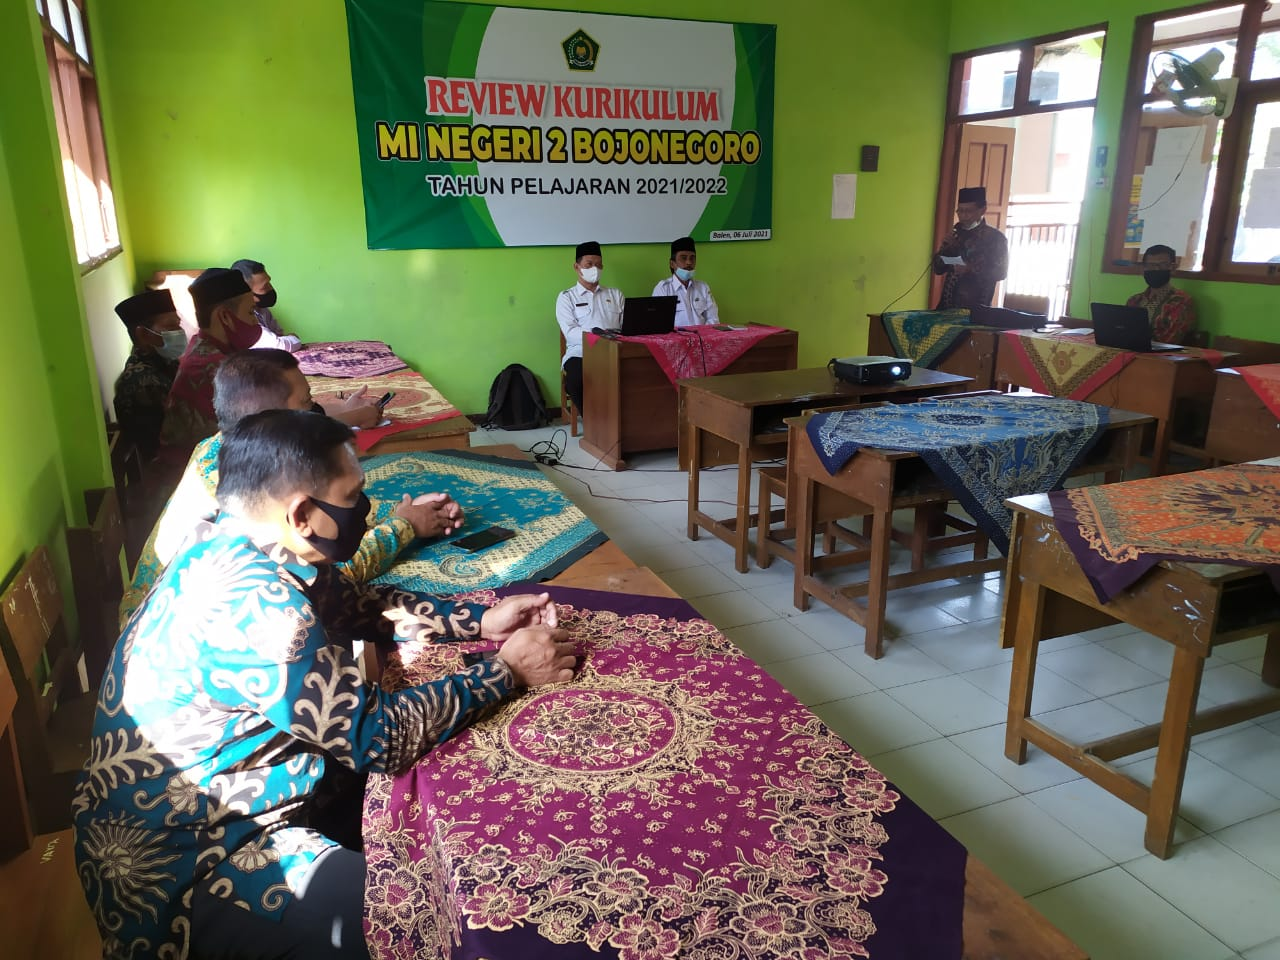 REVIEW KURIKULUM
MI NEGERI 2 BOJONEGORO
TAHUN PELAJARAN 2021/2022
Balen, 06 Juli 2021